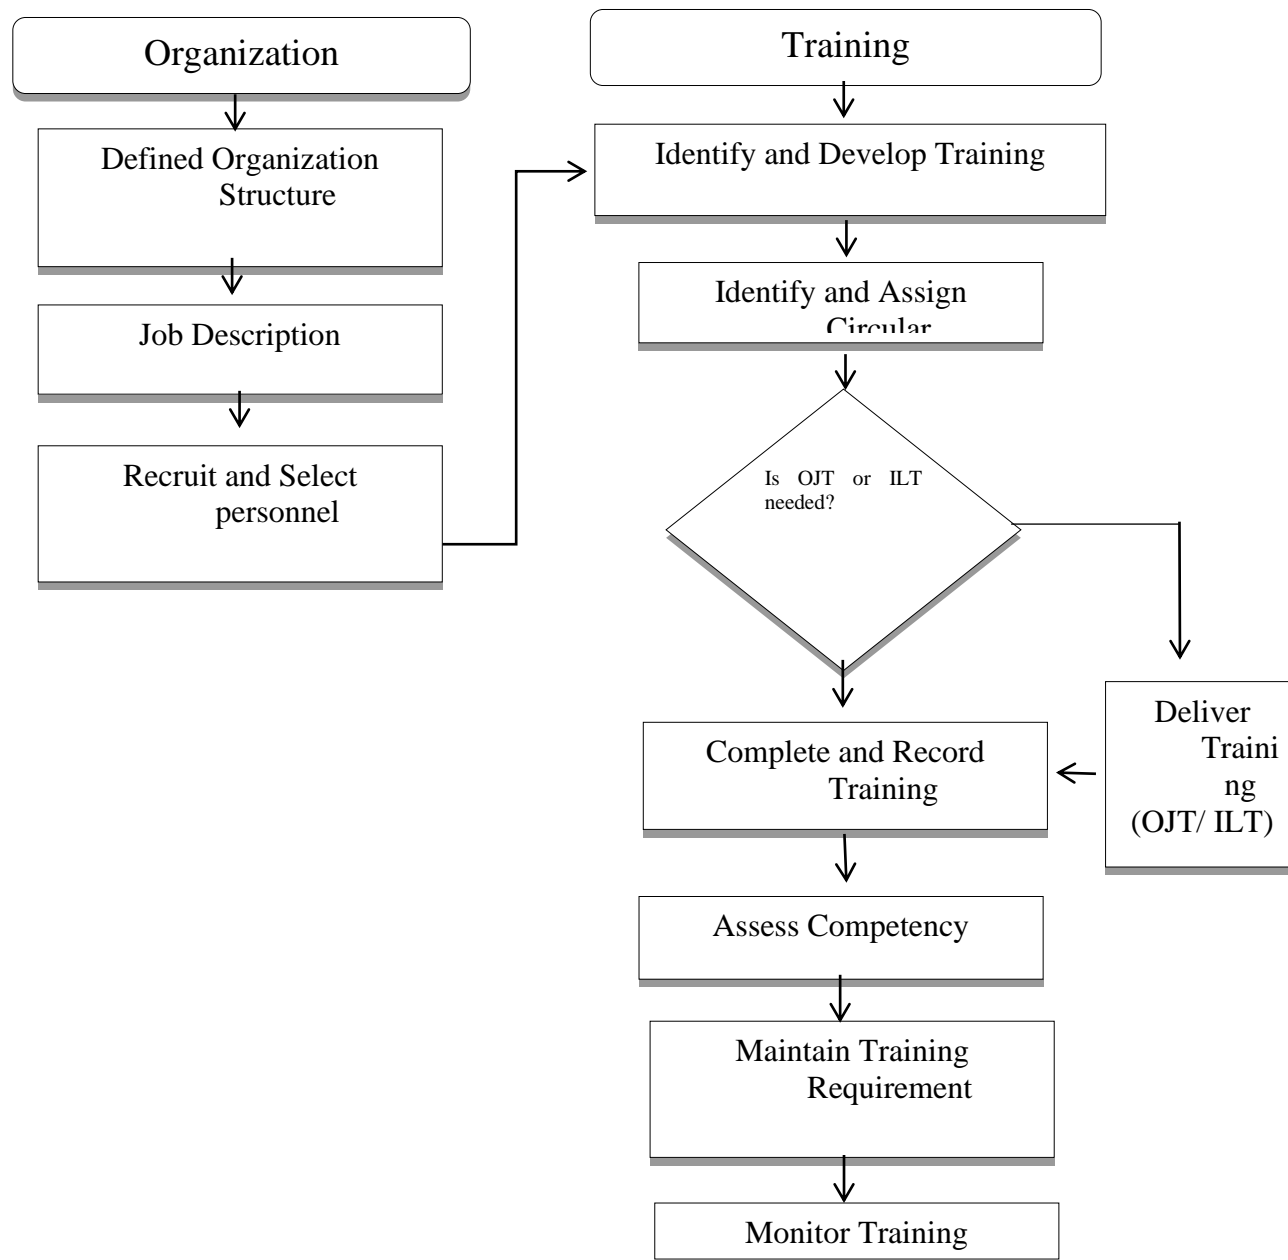 Organization
Defined Organization
Structure
Job Description
Recruit and Select
personnel
Training
Identify and Develop Training
Identify and Assign
Circular
Is OJT or ILT
needed?
Complete and Record
Training
Deliver
Traini
ng
(OJT/ ILT)
Assess Competency
Maintain Training
Requirement
Monitor Training